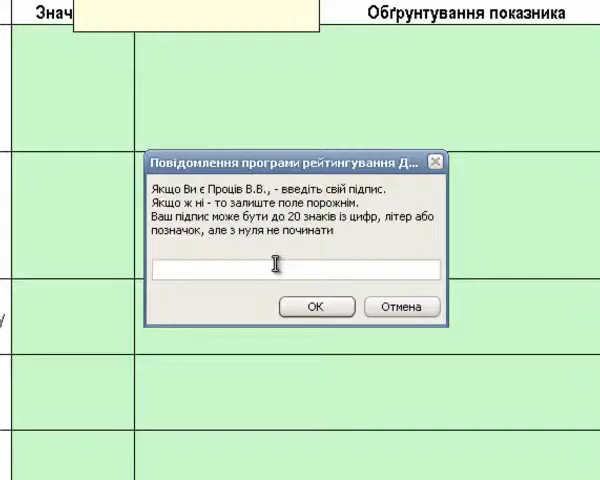 Знач
Обґрунтування показника
Повідомлення програми рейтингування Д...
Якщо Ви є Проців В.В., - введіть свій підпис.
Якщо ж ні - то залиште поле порожнім.
Ваш підпис може бути до 20 знаків із цифр, літер або
позначок, але з нуля не починати
OK
Отмена
у